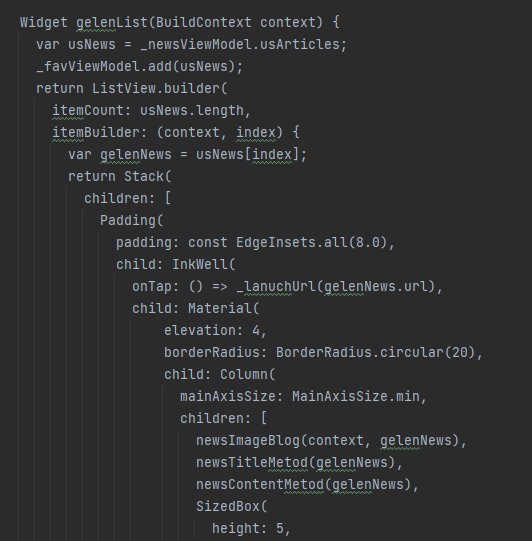 Widget gelenList(BuildContext context) {
var usNews = _newsViewModel.usArticles;
_favViewModel.add(usNews);
return ListView.builder(
itemCount: usNews.length,
itemBuilder: (context, index) {
var gelenNews = usNews[index];
return Stack(
children: [
Padding(
padding: const EdgeInsets.all(8.0),
child: InkWell(
onTap: () => _lanuchUrl(gelenNews.url),
child: Material(
elevation: 4,
borderRadius: BorderRadius.circular(20),
child: Column(
mainAxisSize: MainAxisSize.min,
children: [
newsImageBlog(context, gelenNews),
newsTitleMetod(gelenNews),
newsContentMetod(gelenNews),
SizedBox(
height: 5,